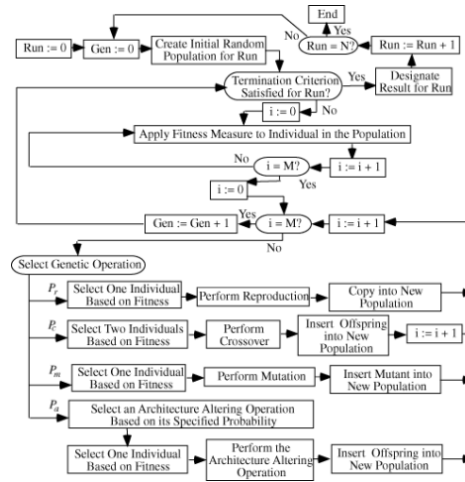 End
Yes
No
Run := 0
Gen := 0
Create Initial Random
Population for Run
Run = N?
Run := Run + 1
Termination Criterion
Satisfied for Run?
Yes
Designate
Result for Run
i := 0
No
Apply Fitness Measure to Individual in the Population
No
i = M?
i := i + 1
i := 0
Yes
Gen := Gen + 1
Yes
i = M?
i := i + 1
No
Select Genetic Operation
Pr
Select One Individual
Based on Fitness
Perform Reproduction
Copy into New
Population
Pc
Select Two Individuals
Based on Fitness
Perform
Crossover
Insert Offspring
into New
Population
i := i + 1
Pm
Select One Individual
Based on Fitness
Perform Mutation
Insert Mutant into
New Population
Pa
Select an Architecture Altering Operation
Based on its Specified Probability
Select One Individual
Based on Fitness
Perform the
Architecture Altering
Operation
Insert Offspring into
New Population